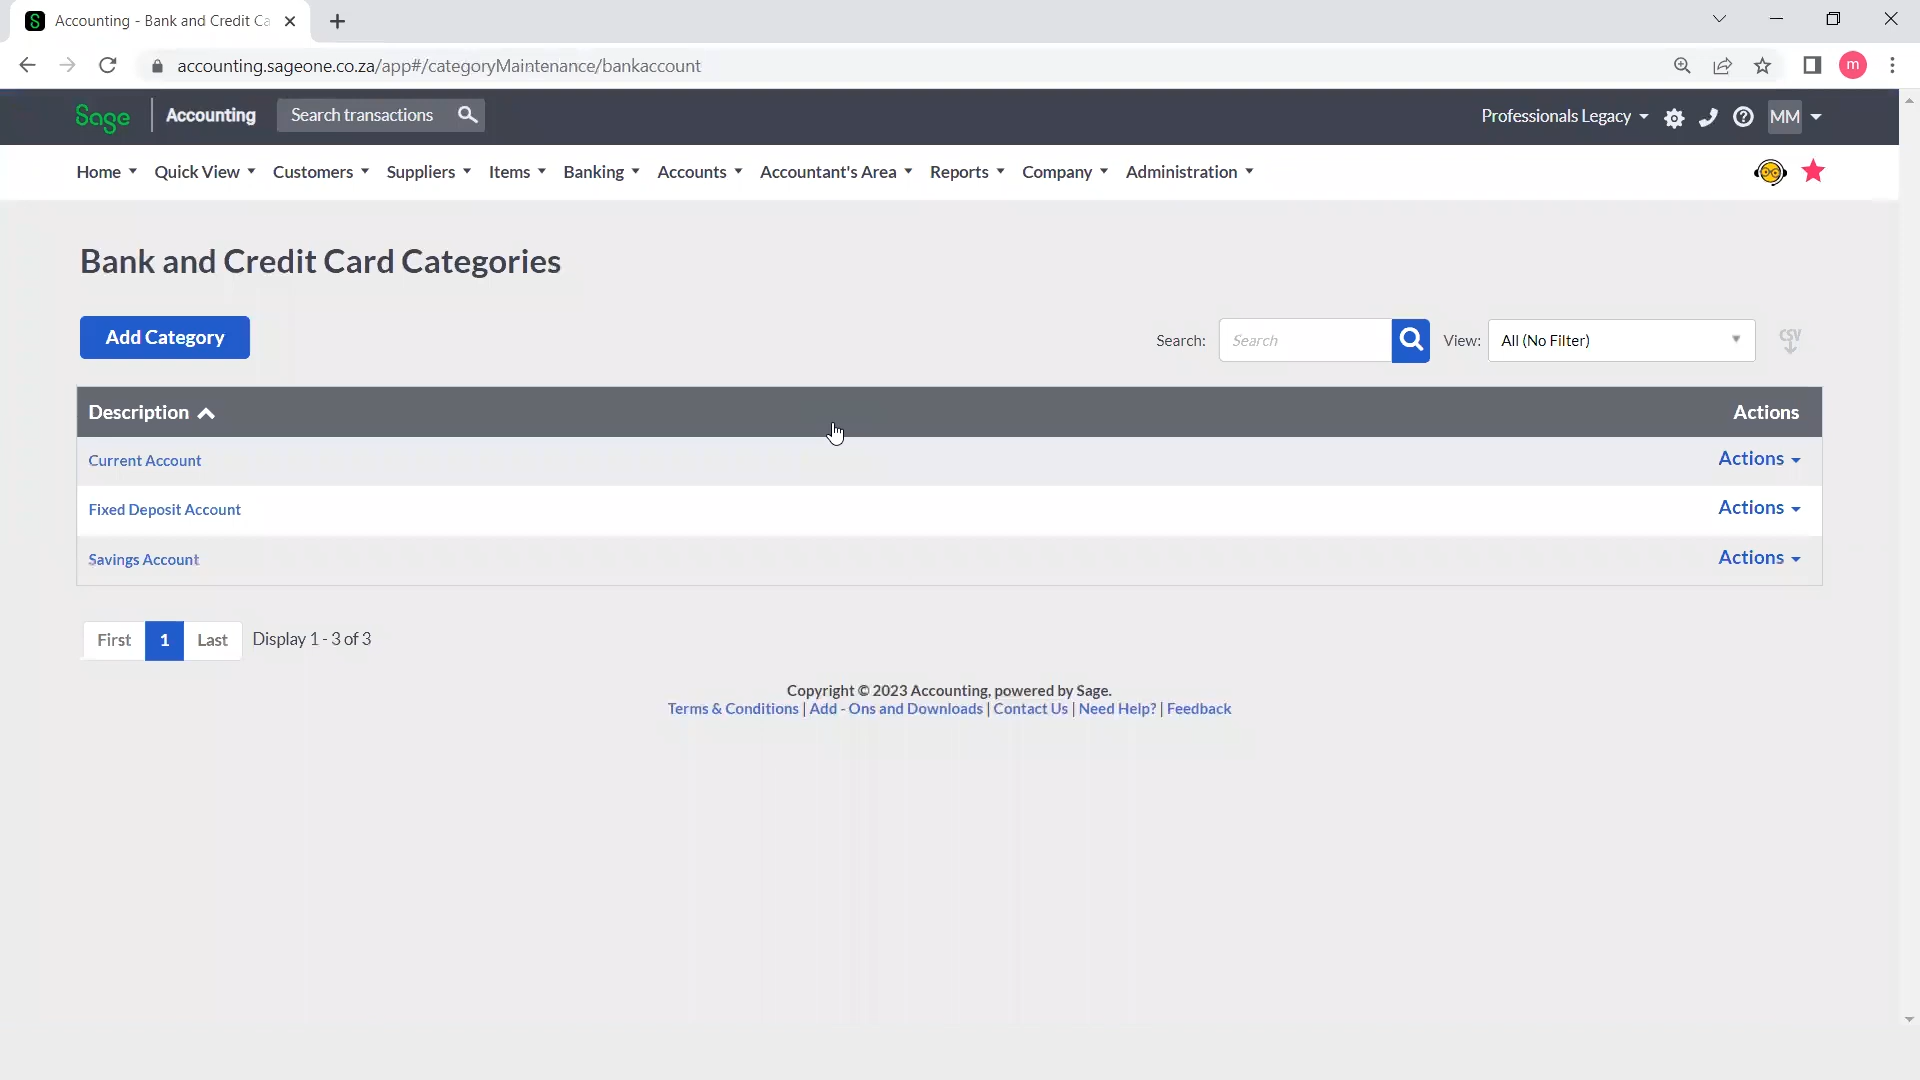 Accounting - Bank and Credit Ca
accounting.sageone.co.za/app#/categoryMaintenance/bankaccount
m
Sage Accounting Search transactions Professionals Legacy MM
Home Quick View Customers Suppliers Items Banking Accounts Accountant's Area Reports Company Administration
Bank and Credit Card Categories
Add Category Search: Search View: All (No Filter) CSV
Description Actions
Current Account Actions
Fixed Deposit Account Actions
Savings Account Actions
First 1 Last Display 1 - 3 of 3
Copyright © 2023 Accounting, powered by Sage.
Terms & Conditions | Add - Ons and Downloads | Contact Us | Need Help? | Feedback